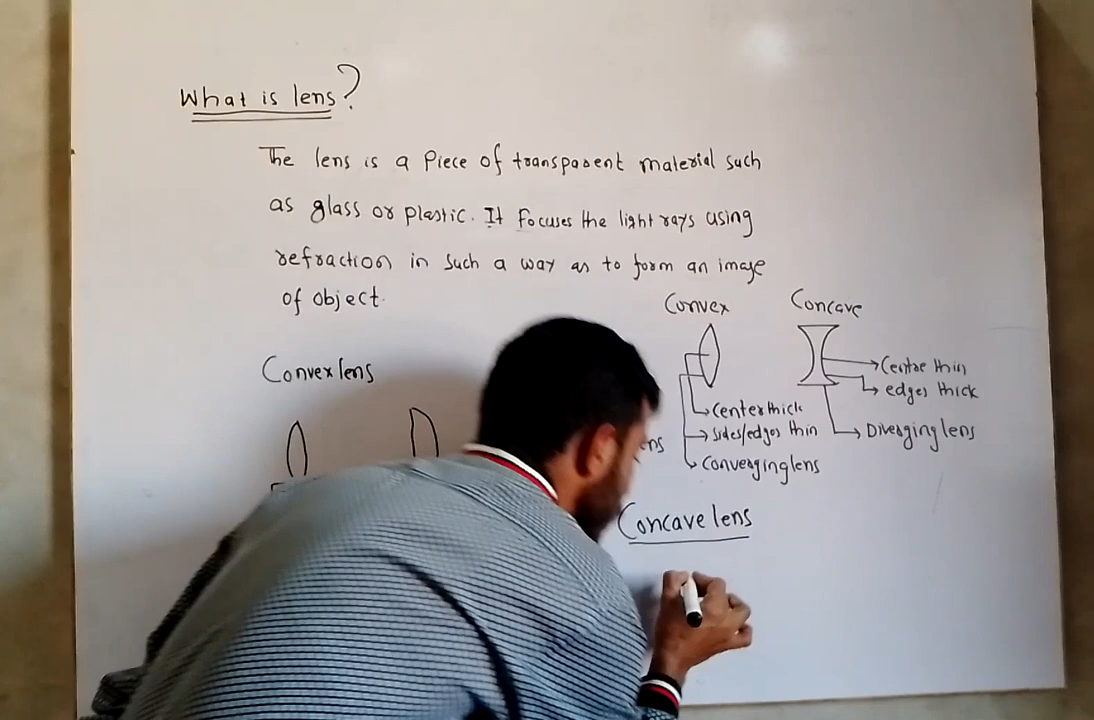 What is lens?
The lens is a piece of transparent material such
as glass or plastic. It focuses the light rays using
refraction in such a way as to form an image
of object.
Convex lens
Convex
Center thick
Sides/edges thin
Converging lens
Concave
Centre thin
edges thick
Diverging lens
Concave lens